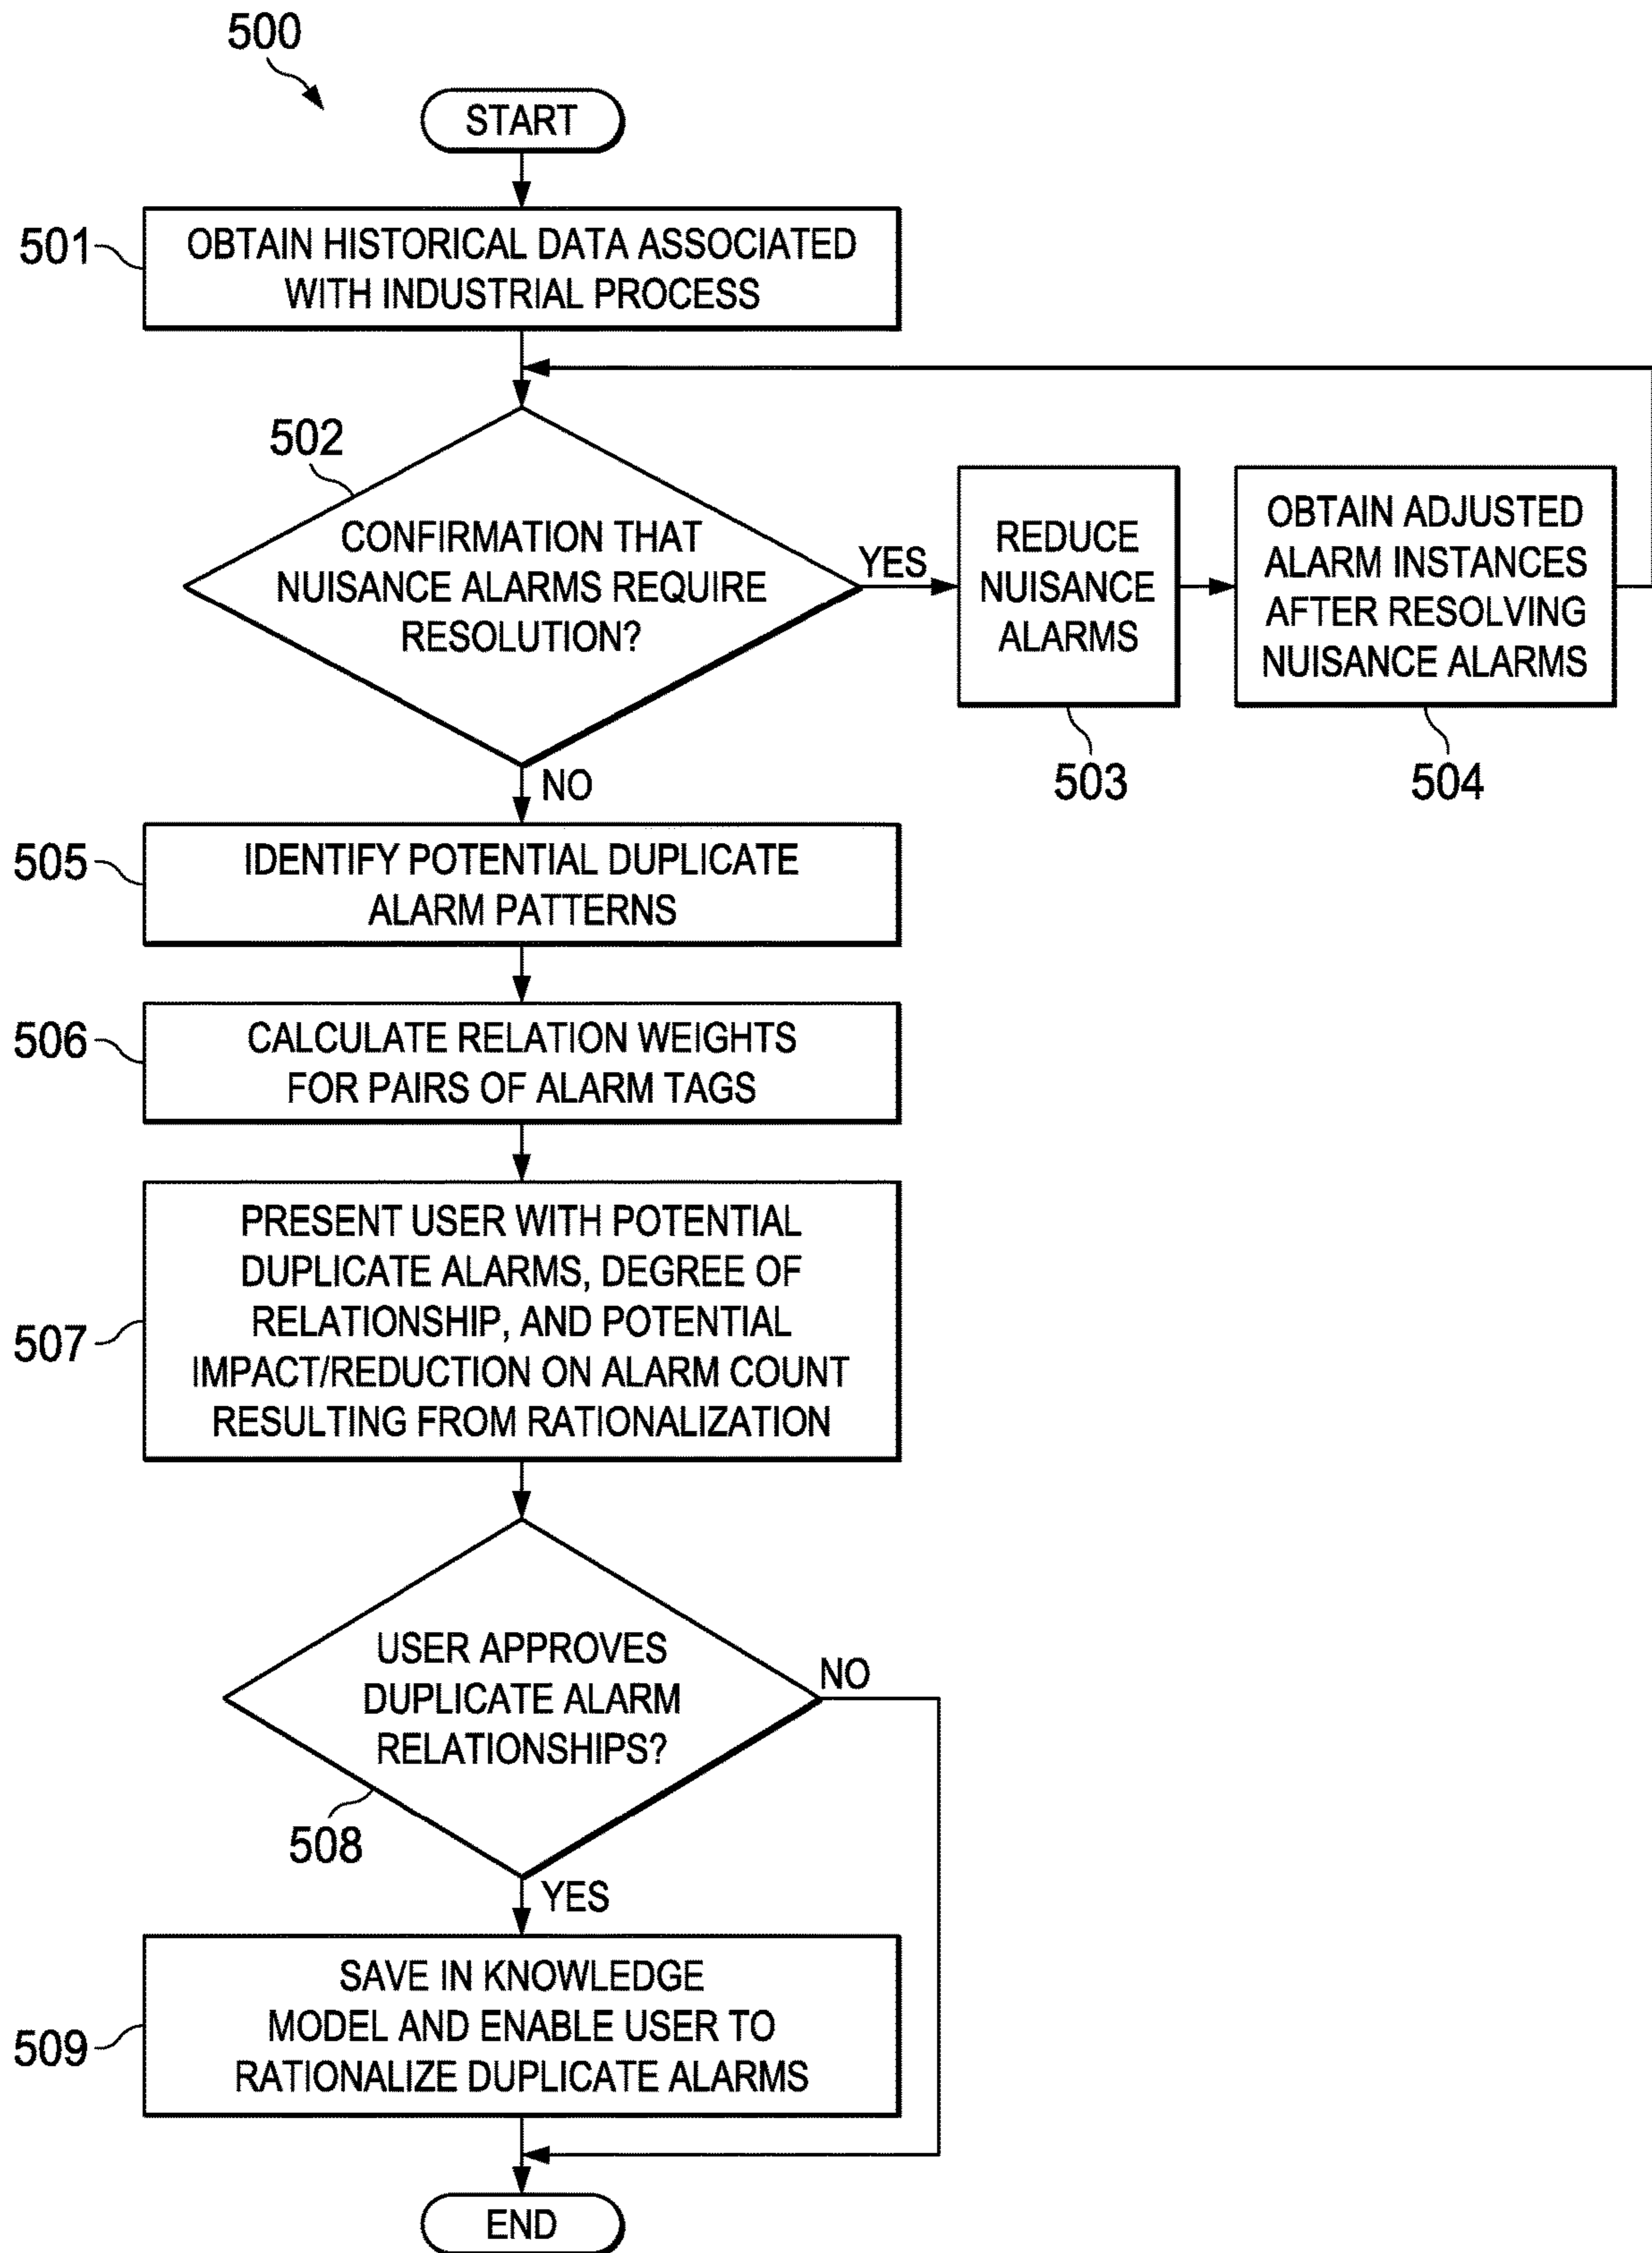 500
START
501
OBTAIN HISTORICAL DATA ASSOCIATED
WITH INDUSTRIAL PROCESS
502
CONFIRMATION THAT
NUISANCE ALARMS REQUIRE
RESOLUTION?
YES
REDUCE
NUISANCE
ALARMS
503
OBTAIN ADJUSTED
ALARM INSTANCES
AFTER RESOLVING
NUISANCE ALARMS
504
NO
505
IDENTIFY POTENTIAL DUPLICATE
ALARM PATTERNS
506
CALCULATE RELATION WEIGHTS
FOR PAIRS OF ALARM TAGS
507
PRESENT USER WITH POTENTIAL
DUPLICATE ALARMS, DEGREE OF
RELATIONSHIP, AND POTENTIAL
IMPACT/REDUCTION ON ALARM COUNT
RESULTING FROM RATIONALIZATION
USER APPROVES
DUPLICATE ALARM
RELATIONSHIPS?
NO
508
YES
509
SAVE IN KNOWLEDGE
MODEL AND ENABLE USER TO
RATIONALIZE DUPLICATE ALARMS
END